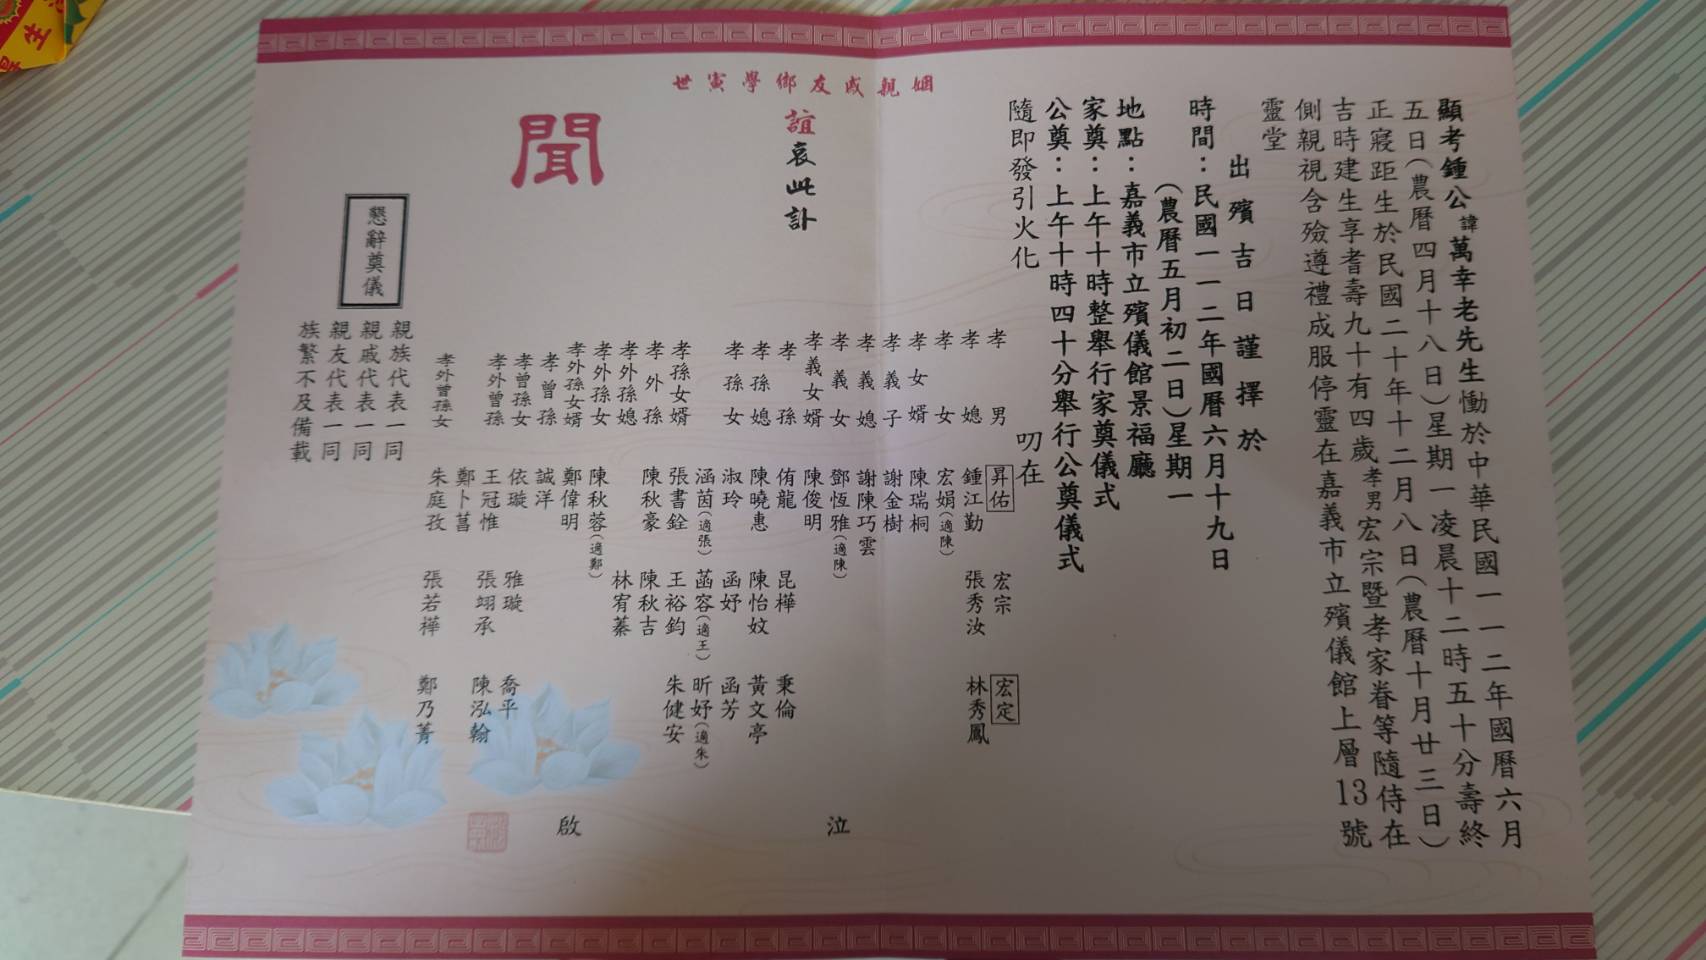 顯考鍾公諱萬幸老先生慟於中華民國一一二年國曆六月
五日(農曆四月十八日)星期一凌晨十二時五十分壽終
正寢距生於民國二十年十二月八日(農曆十月廿三日)
吉時建生享耆壽九十有四歲孝男宏宗暨孝家眷等隨侍在
側親視含殮遵禮成服停靈在嘉義市立殯儀館上層13號
靈堂
出殯吉日謹擇於
時間：民國一一二年國曆六月十九日
(農曆五月初二日)星期一
地點：嘉義市立殯儀館景福廳
家奠：上午十時整舉行家奠儀式
公奠：上午十時四十分舉行公奠儀式
隨即發引火化
叨在
姻親戚友鄉學寅世
誼哀此訃
聞
孝男 昇佑 宏宗 宏定
孝媳 鍾江勤 張秀汝 林秀鳳
孝女 宏娟(適陳)
孝女婿 陳瑞桐
孝義子 謝金樹
孝義媳 謝陳巧雲
孝義女 鄧恆雅(適陳)
孝義女婿 陳俊明
孝孫 侑龍 昆樺 秉倫
孝孫媳 陳曉惠 陳怡妏 黃文亭
孝孫女 淑玲 函妤 函芳
涵茵(適張) 菡容(適王) 昕妤(適朱)
孝孫女婿 張書銓 王裕鈞 朱健安
孝外孫 陳秋豪 陳秋吉
孝外孫媳 林宥蓁
孝外孫女 陳秋蓉(適鄭)
孝外孫女婿 鄭偉明
孝曾孫 誠洋
孝曾孫女 依璇 雅璇 喬平
孝外曾孫 王冠惟 張翊承 陳泓翰
鄭卜菖
孝外曾孫女 朱庭孜 張若樺 鄭乃菁
泣
啟
親族代表一同
親戚代表一同
親友代表一同
族繁不及備載
懇辭奠儀
生